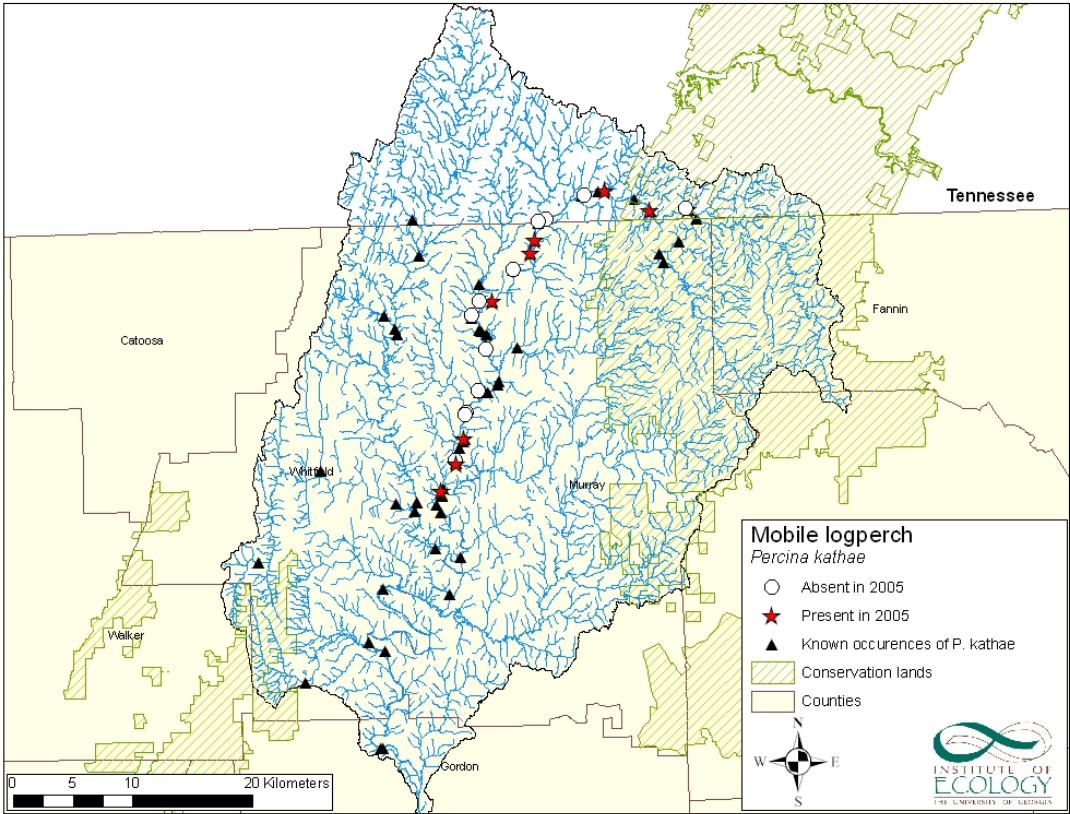 Tennessee
Fannin
Catoosa
Whitfield
Murray
Walker
Gordon
Mobile logperch
Percina kathae
Absent in 2005
Present in 2005
Known occurences of P. kathae
Conservation lands
Counties
N
W E
S
INSTITUTE OF
ECOLOGY
THE UNIVERSITY OF GEORGIA
0 5 10 20 Kilometers